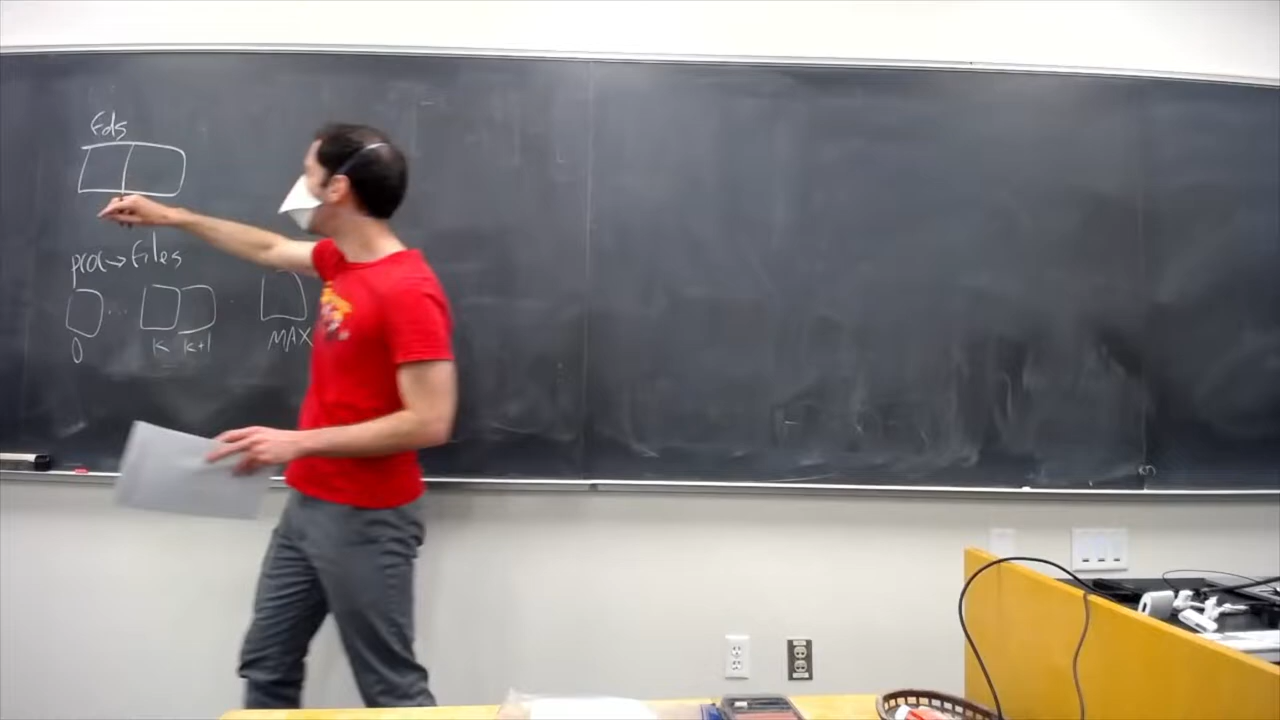 fds
proc→files
0 ... k k+1 . MAX